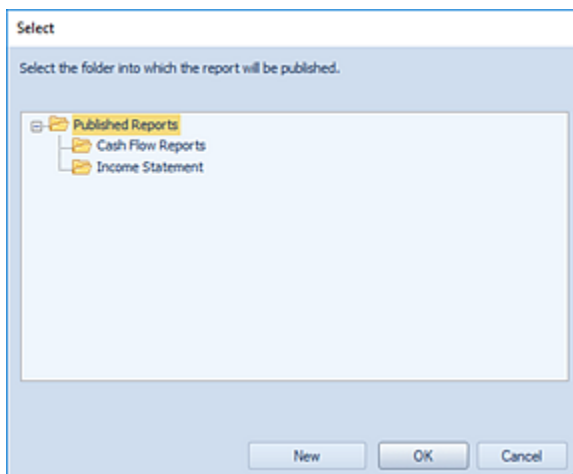 Select
Select the folder into which the report will be published.
Published Reports
Cash Flow Reports
Income Statement
New OK Cancel